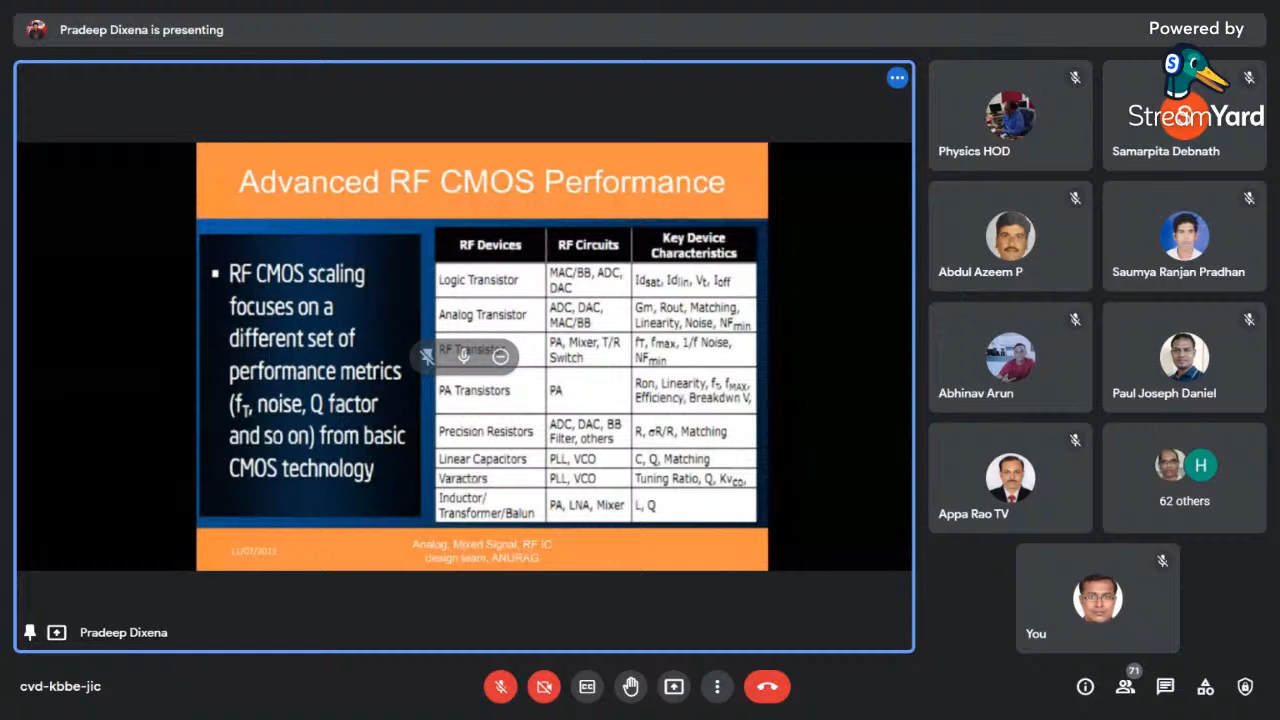 Pradeep Dixena is presenting
Powered by
StreamYard
Advanced RF CMOS Performance
▪ RF CMOS scaling
focuses on a
different set of
performance metrics
(fT, noise, Q factor
and so on) from basic
CMOS technology
RF Devices
RF Circuits
Key Device
Characteristics
Logic Transistor
MAC/BB, ADC,
DAC
Idsat, Idlin, Vt, Ioff
Analog Transistor
ADC, DAC,
MAC/BB
Gm, Rout, Matching,
Linearity, Noise, NFmin
RF Transistor
PA, Mixer, T/R
Switch
fT, fmax, 1/f Noise,
NFmin
PA Transistors
PA
Ron, Linearity, fT, fMAX,
Efficiency, Breakdwn V,
Precision Resistors
ADC, DAC, BB
Filter, others
R, σR/R, Matching
Linear Capacitors
PLL, VCO
C, Q, Matching
Varactors
PLL, VCO
Tuning Ratio, Q, Kvco,
Inductor/
Transformer/Balun
PA, LNA, Mixer
L, Q
Analog, Mixed Signal, RF IC
design team, ANURAG
Pradeep Dixena
Physics HOD
S
Samarpita Debnath
Abdul Azeem P
Saumya Ranjan Pradhan
Abhinav Arun
Paul Joseph Daniel
Appa Rao TV
H
62 others
You
cvd-kbbe-jic
71